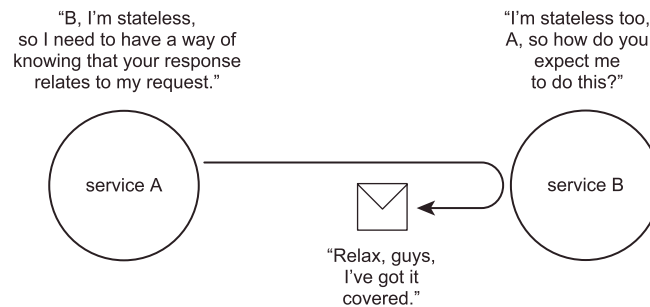 “B, I’m stateless,
so I need to have a way of
knowing that your response
relates to my request.”
“I’m stateless too,
A, so how do you
expect me
to do this?”
service A
service B
“Relax, guys,
I’ve got it
covered.”